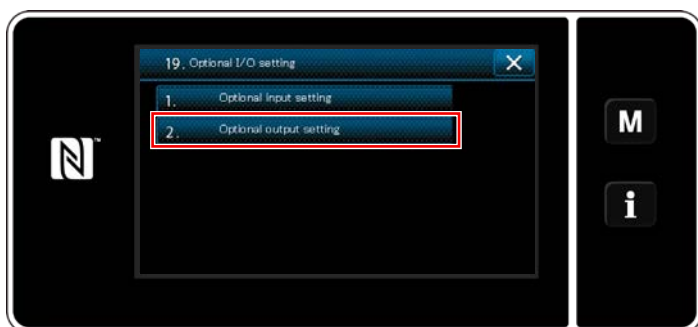 19. Optional I/O setting
1. Optional input setting
2. Optional output setting
M
i